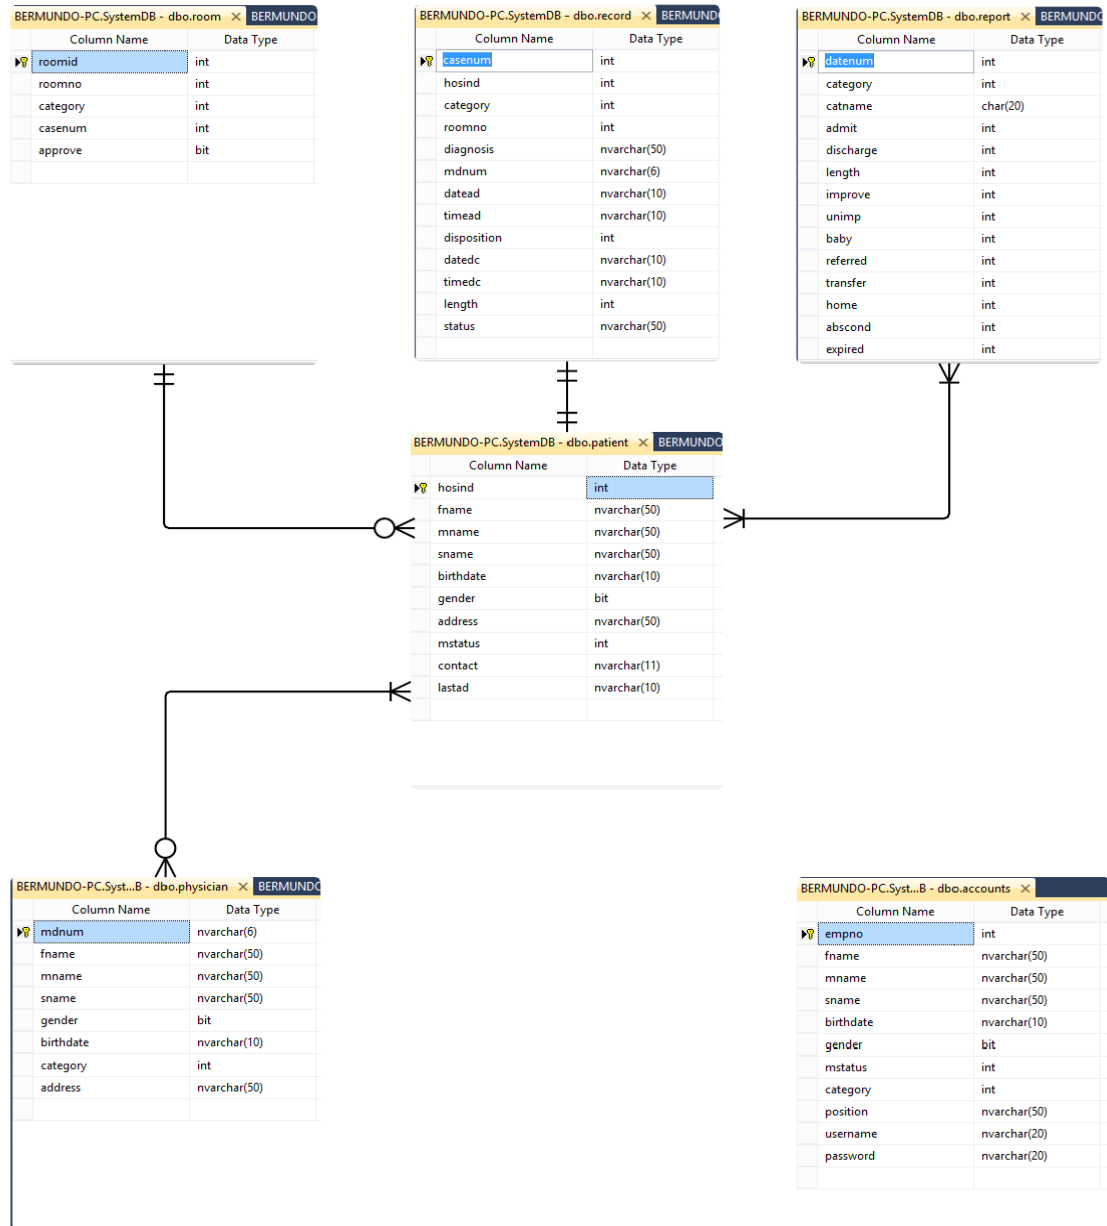 BERMUNDO-PC.SystemDB - dbo.room × BERMUNDO
Column Name Data Type
roomid int
roomno int
category int
casenum int
approve bit
BERMUNDO-PC.SystemDB - dbo.record × BERMUND
Column Name Data Type
casenum int
hosind int
category int
roomno int
diagnosis nvarchar(50)
mdnum nvarchar(6)
datead nvarchar(10)
timead nvarchar(10)
disposition int
datedc nvarchar(10)
timedc nvarchar(10)
length int
status nvarchar(50)
BERMUNDO-PC.SystemDB - dbo.report × BERMUND
Column Name Data Type
datenum int
category int
catname char(20)
admit int
discharge int
length int
improve int
unimp int
baby int
referred int
transfer int
home int
abscond int
expired int
BERMUNDO-PC.SystemDB - dbo.patient × BERMUNDO
Column Name Data Type
hosind int
fname nvarchar(50)
mname nvarchar(50)
sname nvarchar(50)
birthdate nvarchar(10)
gender bit
address nvarchar(50)
mstatus int
contact nvarchar(11)
lastad nvarchar(10)
BERMUNDO-PC.Syst...B - dbo.physician × BERMUNDO
Column Name Data Type
mdnum nvarchar(6)
fname nvarchar(50)
mname nvarchar(50)
sname nvarchar(50)
gender bit
birthdate nvarchar(10)
category int
address nvarchar(50)
BERMUNDO-PC.Syst...B - dbo.accounts ×
Column Name Data Type
empno int
fname nvarchar(50)
mname nvarchar(50)
sname nvarchar(50)
birthdate nvarchar(10)
gender bit
mstatus int
category int
position nvarchar(50)
username nvarchar(20)
password nvarchar(20)